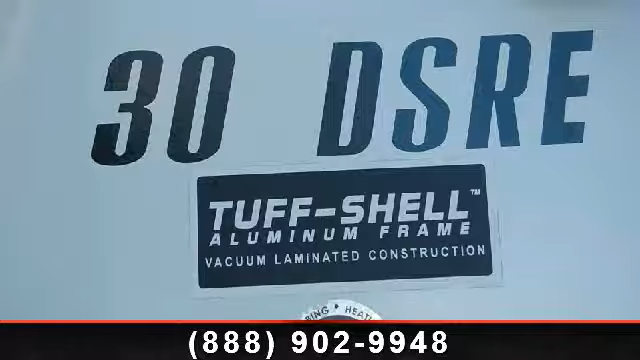 30 DSRE
TUFF-SHELL™
ALUMINUM FRAME
VACUUM LAMINATED CONSTRUCTION
(888) 902-9948